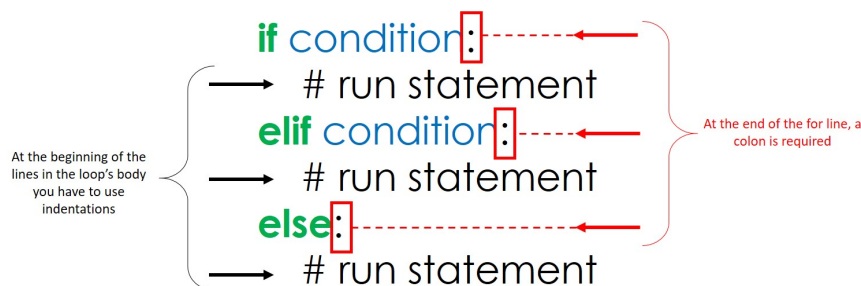 if condition:
# run statement
elif condition:
# run statement
else:
# run statement
At the beginning of the
lines in the loop's body
you have to use
indentations
At the end of the for line, a
colon is required